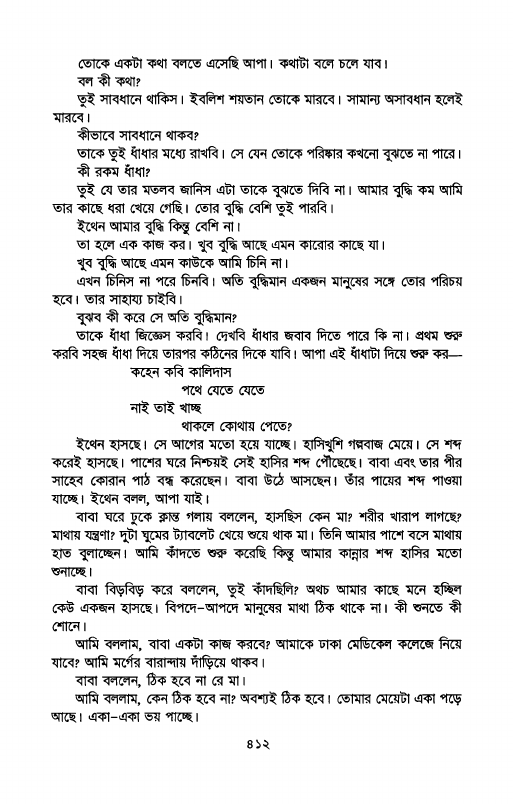 তোকে একটা কথা বলতে এসেছি আপা। কথাটা বলে চলে যাব।
বল কী কথা?
তুই সাবধানে থাকিস। ইবলিশ শয়তান তোকে মারবে। সামান্য অসাবধান হলেই
মারবে।
কীভাবে সাবধানে থাকব?
তাকে তুই ধাঁধার মধ্যে রাখবি। সে যেন তোকে পরিষ্কার কখনো বুঝতে না পারে।
কী রকম ধাঁধা?
তুই যে তার মতলব জানিস এটা তাকে বুঝতে দিবি না। আমার বুদ্ধি কম আমি
তার কাছে ধরা খেয়ে গেছি। তোর বুদ্ধি বেশি তুই পারবি।
ইথেন আমার বুদ্ধি কিন্তু বেশি না।
তা হলে এক কাজ কর। খুব বুদ্ধি আছে এমন কারোর কাছে যা।
খুব বুদ্ধি আছে এমন কাউকে আমি চিনি না।
এখন চিনিস না পরে চিনবি। অতি বুদ্ধিমান একজন মানুষের সঙ্গে তোর পরিচয়
হবে। তার সাহায্য চাইবি।
বুঝব কী করে সে অতি বুদ্ধিমান?
তাকে ধাঁধা জিজ্ঞেস করবি। দেখবি ধাঁধার জবাব দিতে পারে কি না। প্রথম শুরু
করবি সহজ ধাঁধা দিয়ে তারপর কঠিনের দিকে যাবি। আপা এই ধাঁধাটা দিয়ে শুরু কর—
কহেন কবি কালিদাস
পথে যেতে যেতে
নাই তাই খাচ্ছ
থাকলে কোথায় পেতে?
ইথেন হাসছে। সে আগের মতো হয়ে যাচ্ছে। হাসিখুশি গল্পবাজ মেয়ে। সে শব্দ
করেই হাসছে। পাশের ঘরে নিশ্চয়ই সেই হাসির শব্দ পৌঁছেছে। বাবা এবং তার পীর
সাহেব কোরান পাঠ বন্ধ করেছেন। বাবা উঠে আসছেন। তাঁর পায়ের শব্দ পাওয়া
যাচ্ছে। ইথেন বলল, আপা যাই।
বাবা ঘরে ঢুকে ক্লান্ত গলায় বললেন, হাসছিস কেন মা? শরীর খারাপ লাগছে?
মাথায় যন্ত্রণা? দুটা ঘুমের ট্যাবলেট খেয়ে শুয়ে থাক মা। তিনি আমার পাশে বসে মাথায়
হাত বুলাচ্ছেন। আমি কাঁদতে শুরু করেছি কিন্তু আমার কান্নার শব্দ হাসির মতো
শুনাচ্ছে।
বাবা বিড়বিড় করে বললেন, তুই কাঁদছিলি? অথচ আমার কাছে মনে হচ্ছিল
কেউ একজন হাসছে। বিপদে-আপদে মানুষের মাথা ঠিক থাকে না। কী শুনতে কী
শোনে।
আমি বললাম, বাবা একটা কাজ করবে? আমাকে ঢাকা মেডিকেল কলেজে নিয়ে
যাবে? আমি মর্গের বারান্দায় দাঁড়িয়ে থাকব।
বাবা বললেন, ঠিক হবে না রে মা।
আমি বললাম, কেন ঠিক হবে না? অবশ্যই ঠিক হবে। তোমার মেয়েটা একা পড়ে
আছে। একা-একা ভয় পাচ্ছে।
৪১২